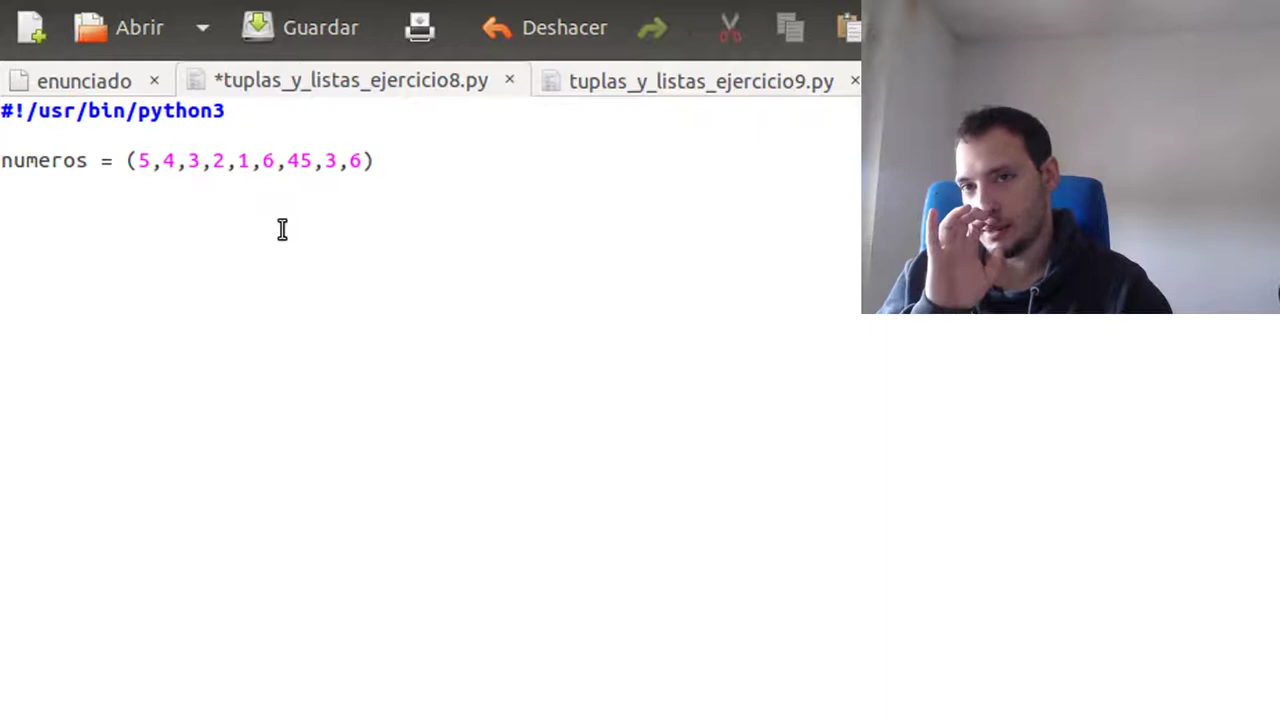 Abrir Guardar Deshacer
enunciado × *tuplas_y_listas_ejercicio8.py × tuplas_y_listas_ejercicio9.py ×
#!/usr/bin/python3
numeros = (5,4,3,2,1,6,45,3,6)